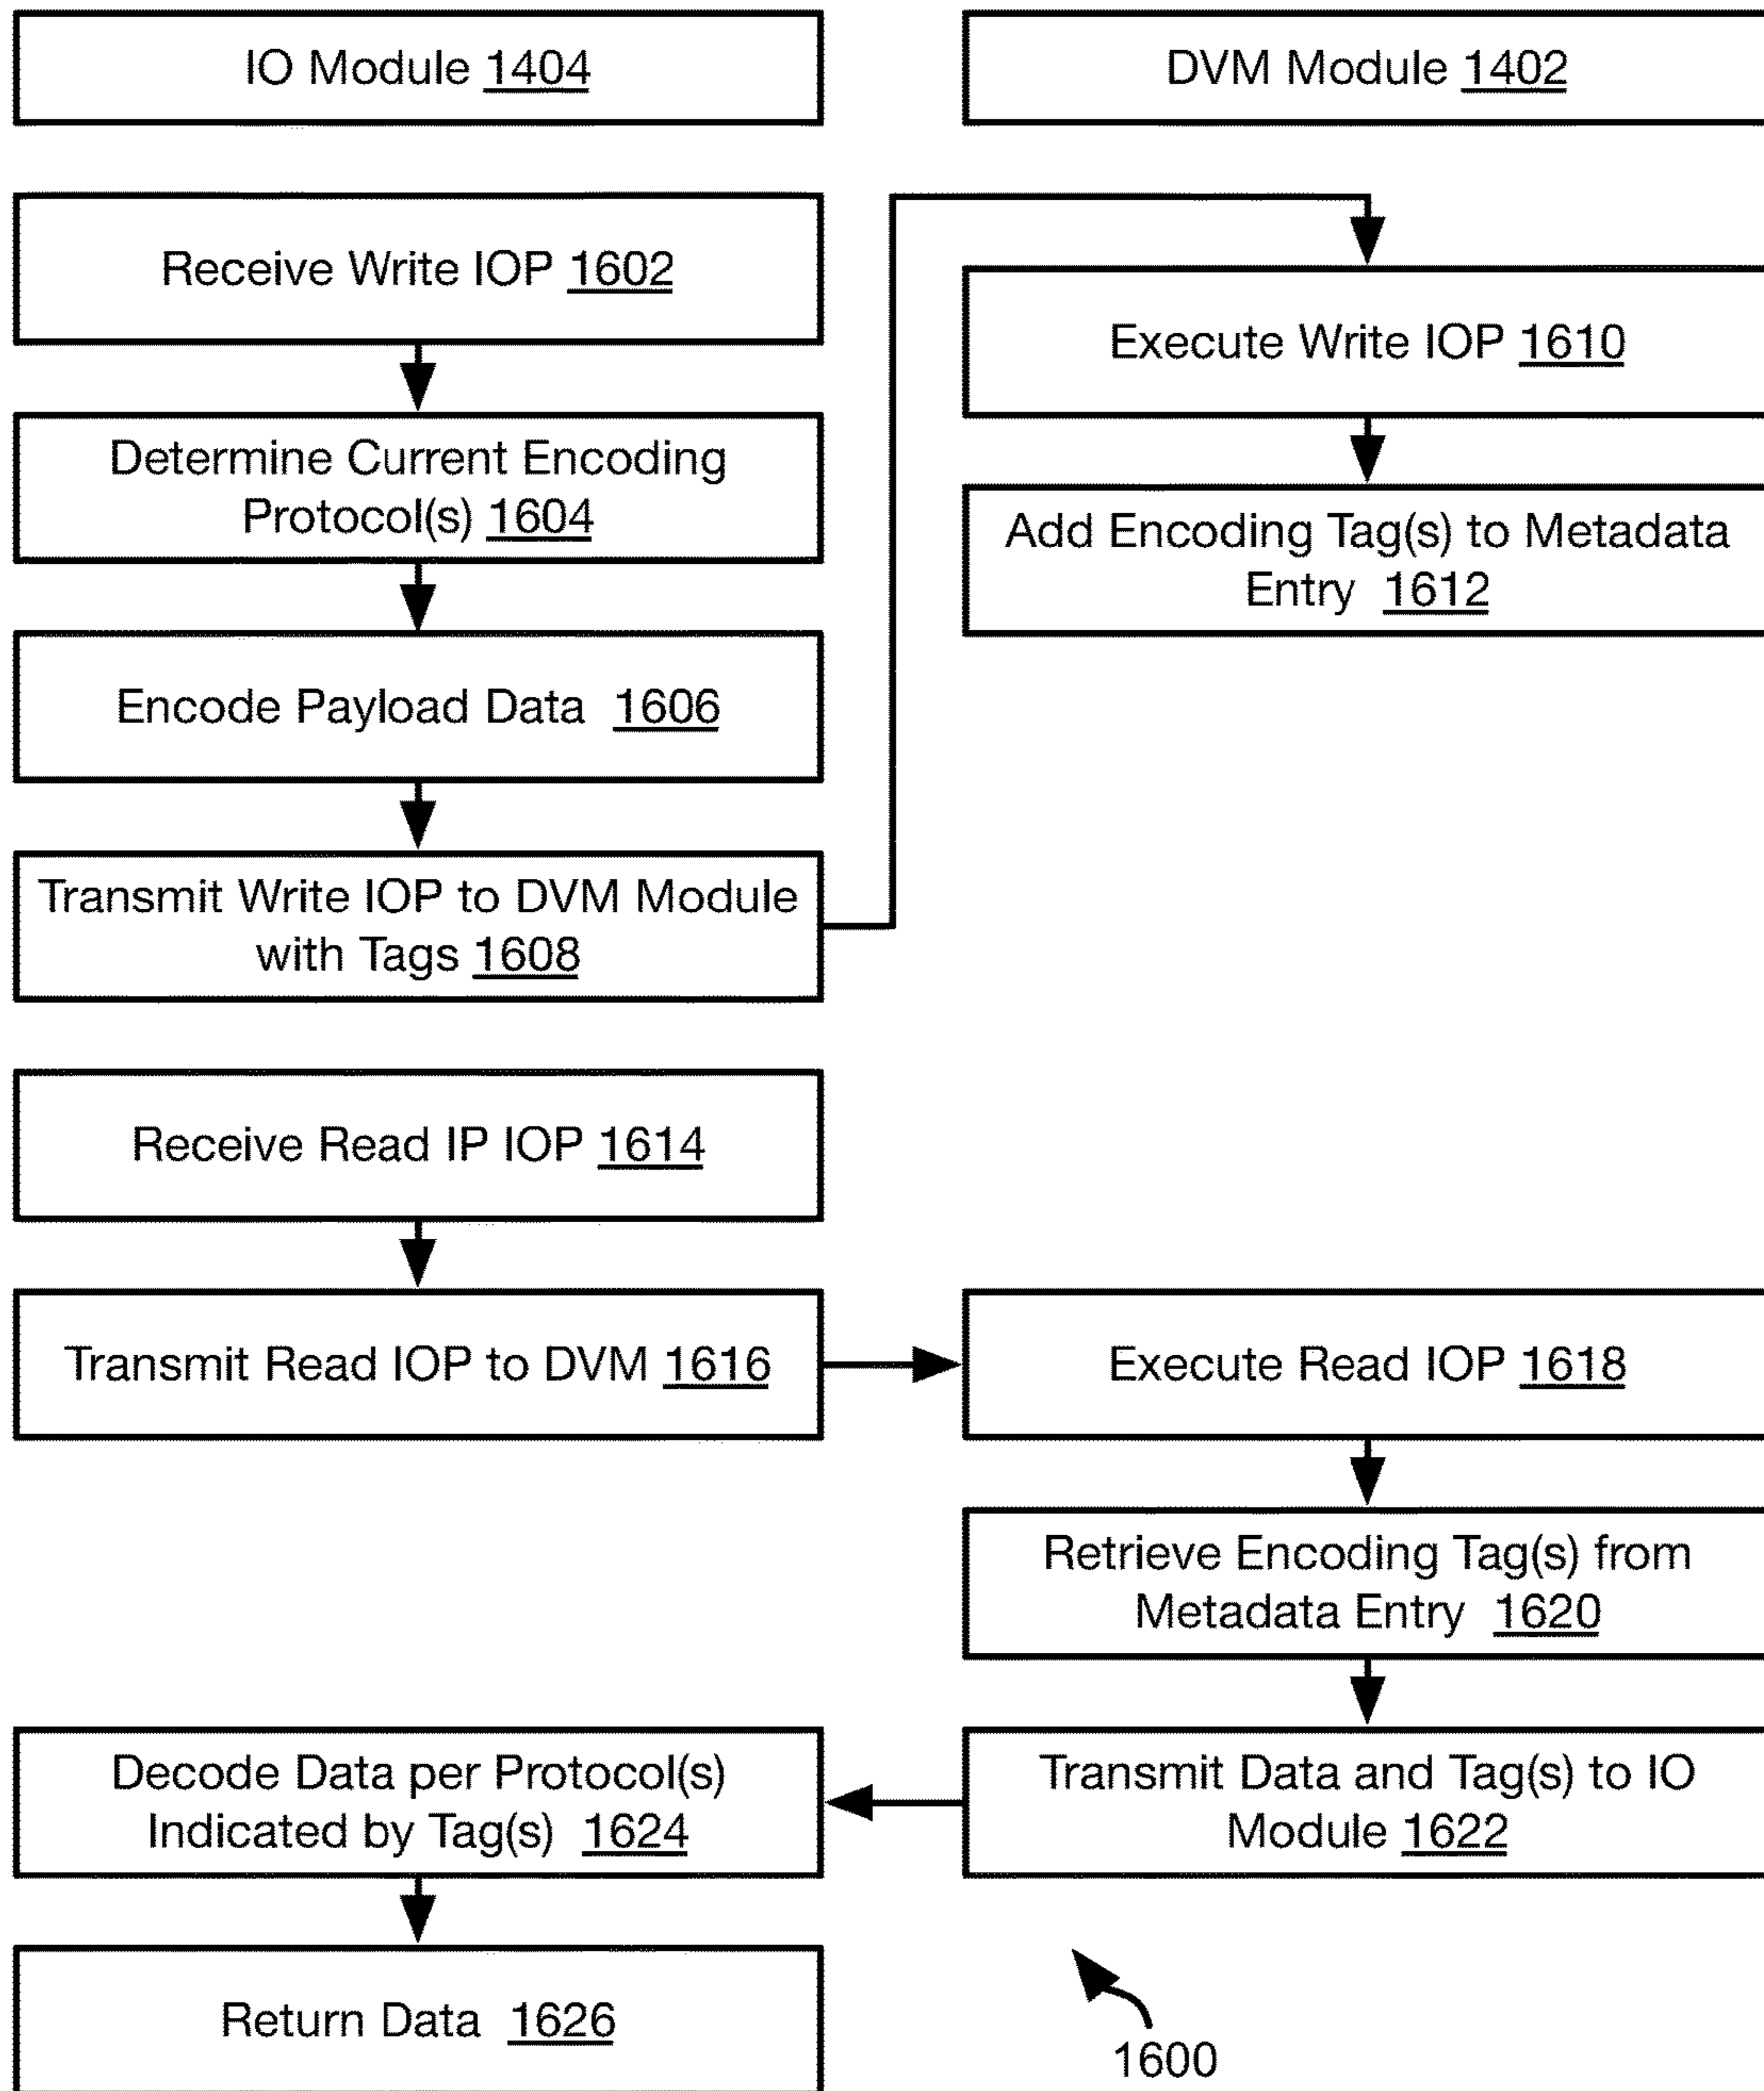 IO Module 1404
DVM Module 1402
Receive Write IOP 1602
Determine Current Encoding
Protocol(s) 1604
Encode Payload Data 1606
Transmit Write IOP to DVM Module
with Tags 1608
Execute Write IOP 1610
Add Encoding Tag(s) to Metadata
Entry 1612
Receive Read IP IOP 1614
Transmit Read IOP to DVM 1616
Execute Read IOP 1618
Retrieve Encoding Tag(s) from
Metadata Entry 1620
Transmit Data and Tag(s) to IO
Module 1622
Decode Data per Protocol(s)
Indicated by Tag(s) 1624
Return Data 1626
1600